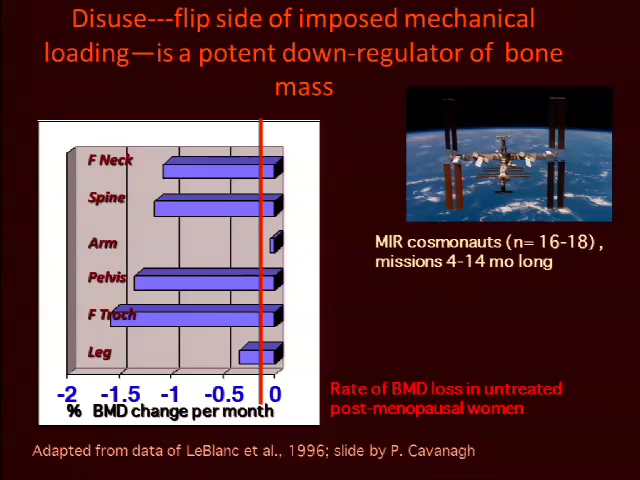 Disuse---flip side of imposed mechanical
loading—is a potent down-regulator of bone
mass
F Neck
Spine
Arm
Pelvis
F Troch
Leg
-2 -1.5 -1 -0.5 0
% BMD change per month
MIR cosmonauts (n= 16-18) ,
missions 4-14 mo long
Rate of BMD loss in untreated
post-menopausal women
Adapted from data of LeBlanc et al., 1996; slide by P. Cavanagh